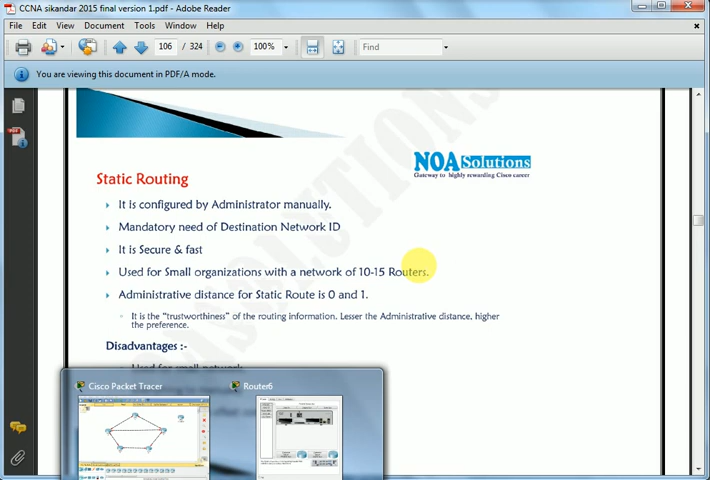 CCNA sikandar 2015 final version 1.pdf - Adobe Reader
File Edit View Document Tools Window Help
106 / 324
100%
Find
You are viewing this document in PDF/A mode.
NOA Solutions
Gateway to highly rewarding Cisco career
Static Routing
It is configured by Administrator manually.
Mandatory need of Destination Network ID
It is Secure & fast
Used for Small organizations with a network of 10-15 Routers.
Administrative distance for Static Route is 0 and 1.
It is the "trustworthiness" of the routing information. Lesser the Administrative distance, higher
the preference.
Disadvantages :-
Used for small network
Cisco Packet Tracer
Router6